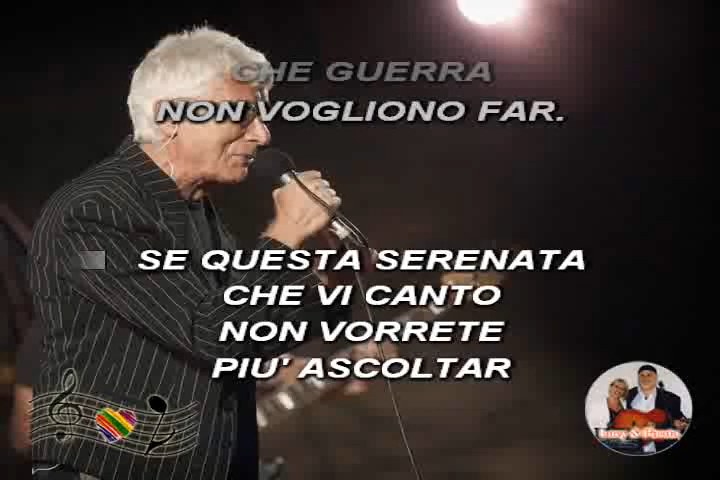 CHE GUERRA
NON VOGLIONO FAR.
SE QUESTA SERENATA
CHE VI CANTO
NON VORRETE
PIU' ASCOLTAR